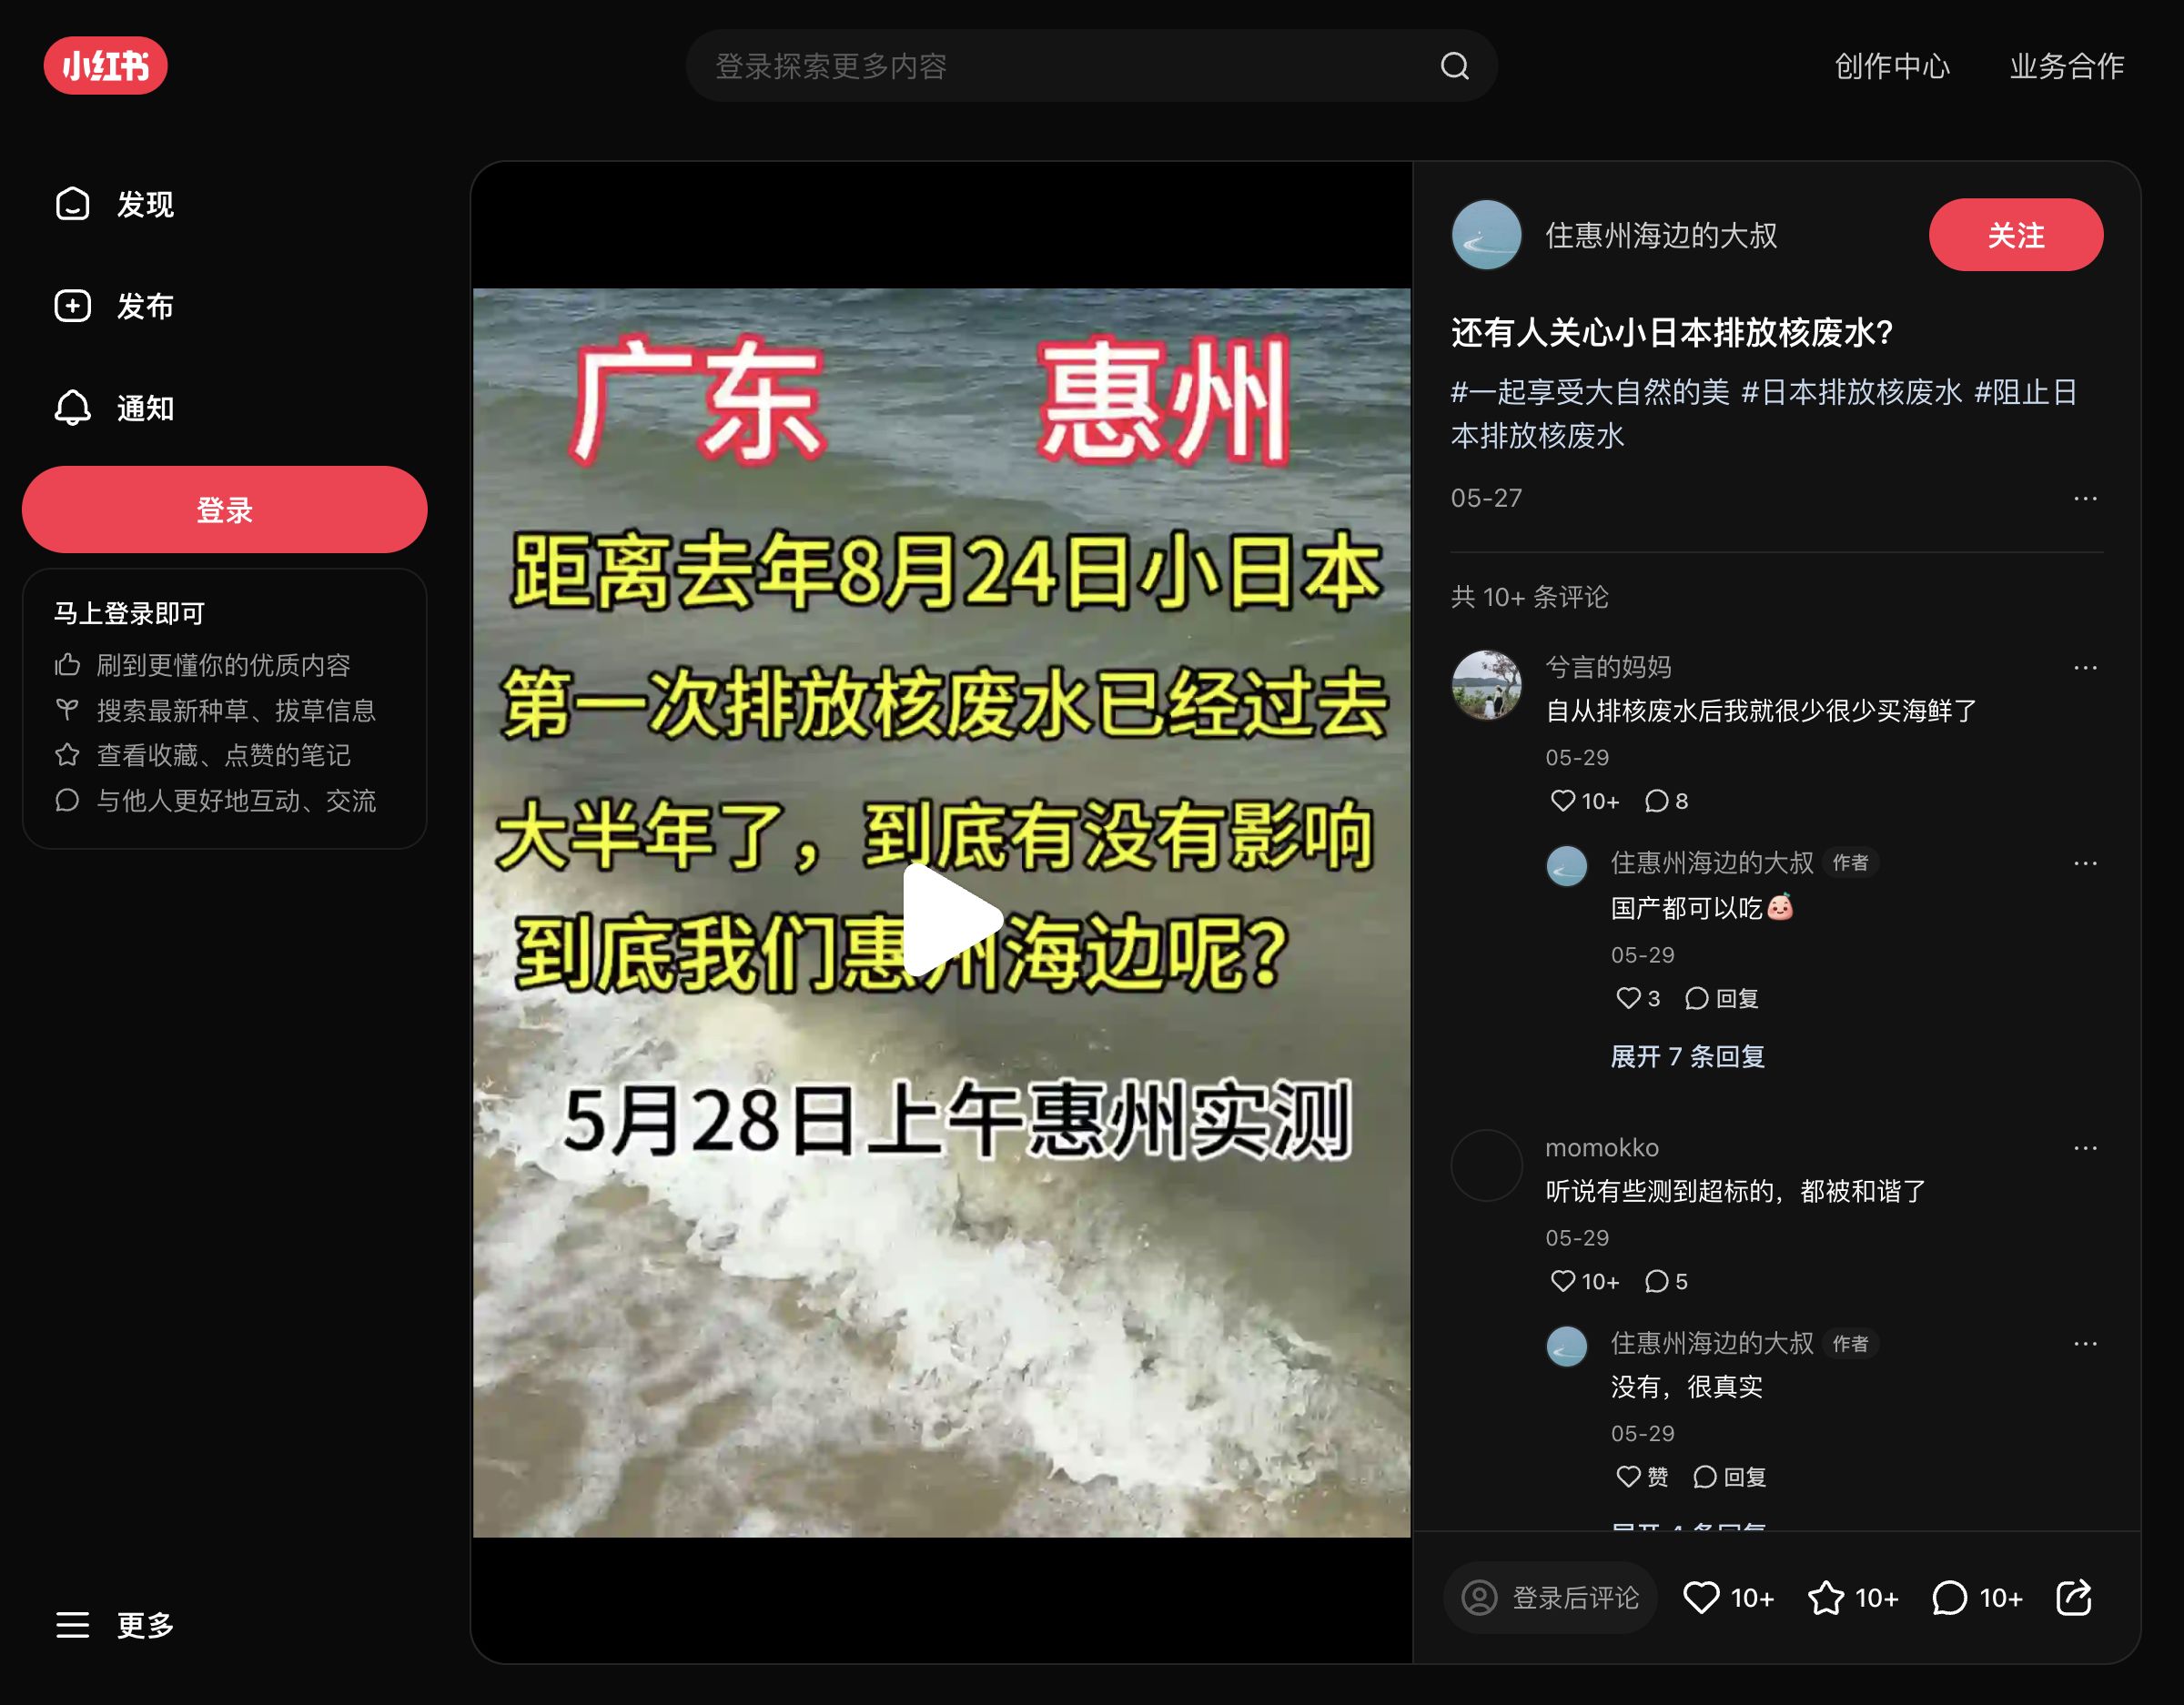 小红书
登录探索更多内容
创作中心
业务合作
发现
发布
通知
登录
马上登录即可
刷到更懂你的优质内容
搜索最新种草、拔草信息
查看收藏、点赞的笔记
与他人更好地互动、交流
更多
广东 惠州
距离去年8月24日小日本
第一次排放核废水已经过去
大半年了，到底有没有影响
到底我们惠州海边呢？
5月28日上午惠州实测
住惠州海边的大叔
关注
还有人关心小日本排放核废水？
#一起享受大自然的美 #日本排放核废水 #阻止日
本排放核废水
05-27
共 10+ 条评论
兮言的妈妈
自从排核废水后我就很少很少买海鲜了
05-29
10+ 8
住惠州海边的大叔 作者
国产都可以吃
05-29
3 回复
展开 7 条回复
momokko
听说有些测到超标的，都被和谐了
05-29
10+ 5
住惠州海边的大叔 作者
没有，很真实
05-29
赞 回复
展开 4 条回复
登录后评论
10+ 10+ 10+